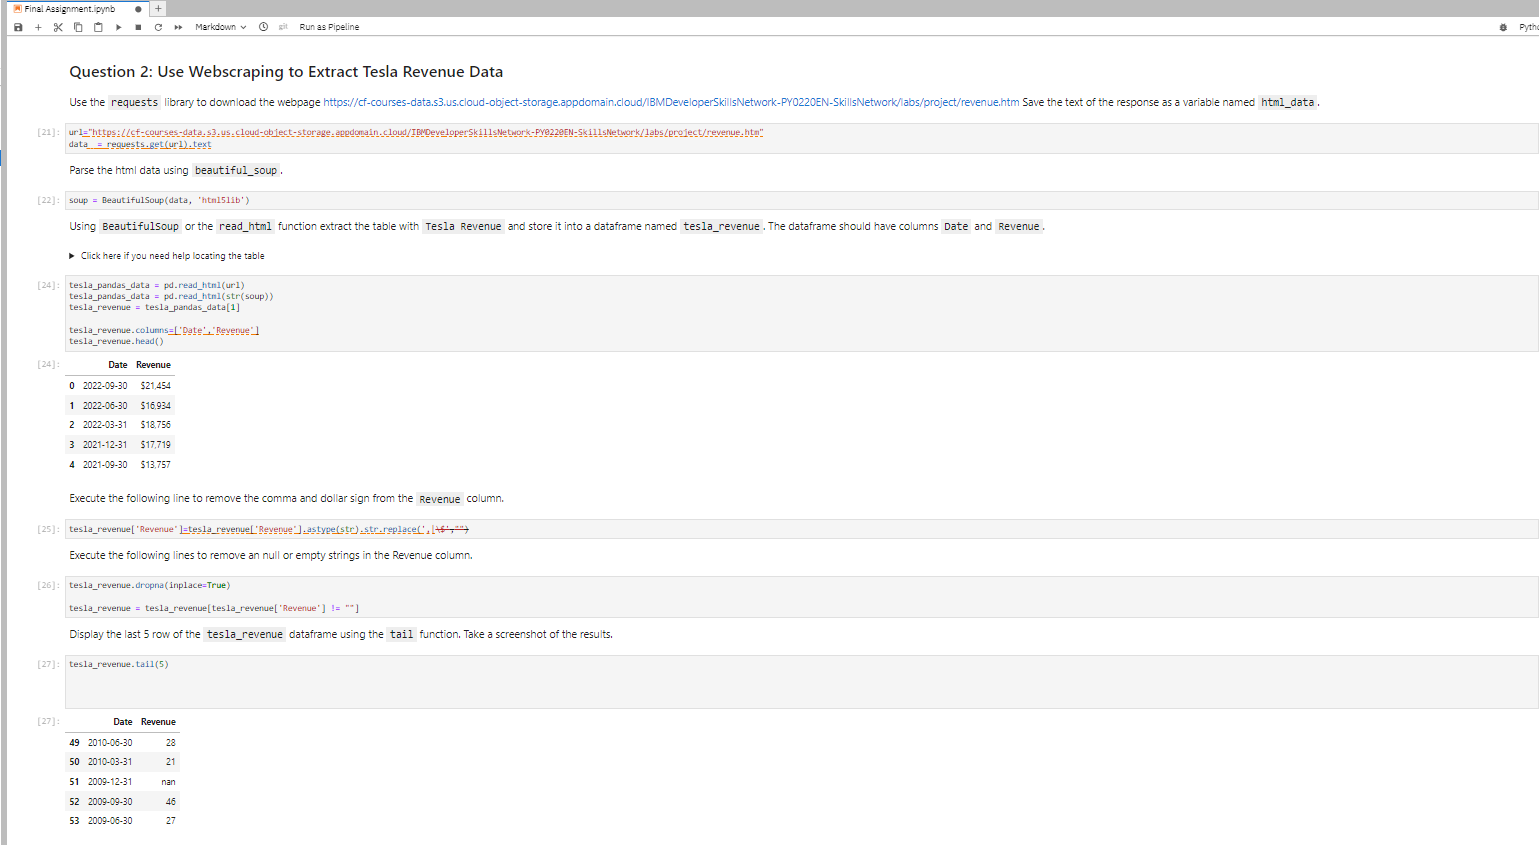 Final Assignment.ipynb
Markdown
git
Run as Pipeline
Question 2: Use Webscraping to Extract Tesla Revenue Data
Use the requests library to download the webpage https://cf-courses-data.s3.us.cloud-object-storage.appdomain.cloud/IBMDeveloperSkillsNetwork-PY0220EN-SkillsNetwork/labs/project/revenue.htm Save the text of the response as a variable named html_data.
[21]: url="https://cf-courses-data.s3.us.cloud-object-storage.appdomain.cloud/IBMDeveloperSkillsNetwork-PY0220EN-SkillsNetwork/labs/project/revenue.htm"
data  = requests.get(url).text
Parse the html data using beautiful_soup.
[22]: soup = BeautifulSoup(data, 'html5lib')
Using BeautifulSoup or the read_html function extract the table with Tesla Revenue and store it into a dataframe named tesla_revenue. The dataframe should have columns Date and Revenue.
Click here if you need help locating the table
[24]: tesla_pandas_data = pd.read_html(url)
tesla_pandas_data = pd.read_html(str(soup))
tesla_revenue = tesla_pandas_data[1]
tesla_revenue.columns=['Date','Revenue']
tesla_revenue.head()
[24]: Date Revenue
0 2022-09-30 $21,454
1 2022-06-30 $16,934
2 2022-03-31 $18,756
3 2021-12-31 $17,719
4 2021-09-30 $13,757
Execute the following line to remove the comma and dollar sign from the Revenue column.
[25]: tesla_revenue['Revenue']=tesla_revenue['Revenue'].astype(str).str.replace(',|\$',"")
Execute the following lines to remove an null or empty strings in the Revenue column.
[26]: tesla_revenue.dropna(inplace=True)
tesla_revenue = tesla_revenue[tesla_revenue['Revenue'] != ""]
Display the last 5 row of the tesla_revenue dataframe using the tail function. Take a screenshot of the results.
[27]: tesla_revenue.tail(5)
[27]: Date Revenue
49 2010-06-30 28
50 2010-03-31 21
51 2009-12-31 nan
52 2009-09-30 46
53 2009-06-30 27